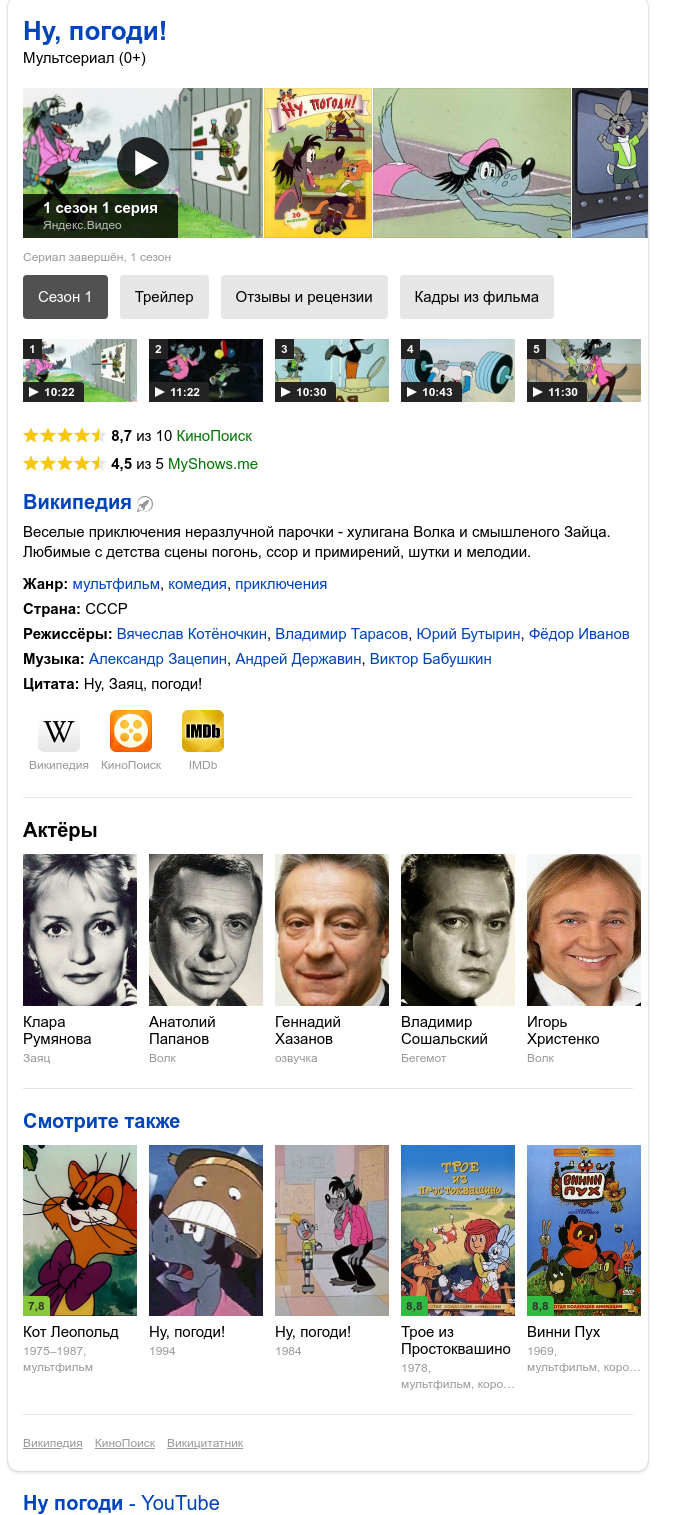 Ну, погоди!
Мультсериал (0+)
Ну, погоди!
20
1 сезон 1 серия
Яндекс.Видео
Сериал завершён, 1 сезон
Сезон 1 Трейлер Отзывы и рецензии Кадры из фильма
1 2 3 4 5
10:22 11:22 10:30 10:43 11:30
8,7 из 10 КиноПоиск
4,5 из 5 MyShows.me
Википедия
Веселые приключения неразлучной парочки - хулигана Волка и смышленого Зайца.
Любимые с детства сцены погонь, ссор и примирений, шутки и мелодии.
Жанр: мультфильм, комедия, приключения
Страна: СССР
Режиссёры: Вячеслав Котёночкин, Владимир Тарасов, Юрий Бутырин, Фёдор Иванов
Музыка: Александр Зацепин, Андрей Державин, Виктор Бабушкин
Цитата: Ну, Заяц, погоди!
W IMDb
Википедия КиноПоиск IMDb
Актёры
Клара Румянова
Заяц
Анатолий Папанов
Волк
Геннадий Хазанов
озвучка
Владимир Сошальский
Бегемот
Игорь Христенко
Волк
Смотрите также
ТРОЕ
ИЗ
ПРОСТОКВАШИНО
ВИННИ
ПУХ
7,8 8,8 8,8
Кот Леопольд
1975–1987,
мультфильм
Ну, погоди!
1994
Ну, погоди!
1984
Трое из
Простоквашино
1978,
мультфильм, коро…
Винни Пух
1969,
мультфильм, коро…
Википедия КиноПоиск Викицитатник
Ну погоди - YouTube